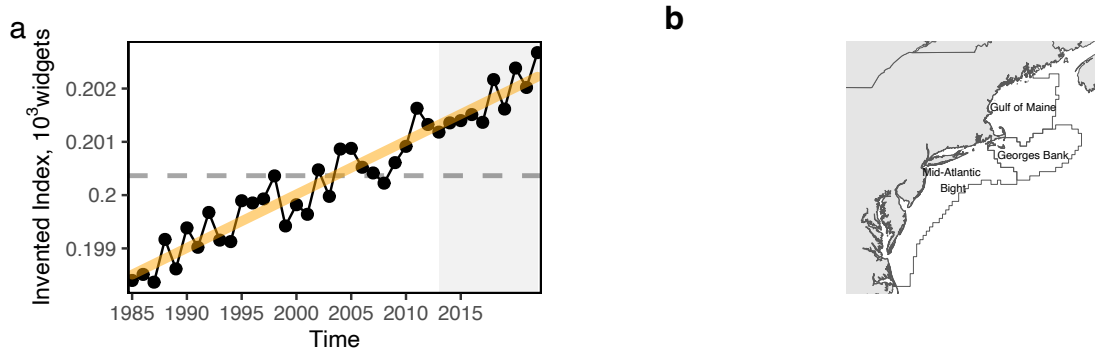 a
Invented Index, 10³widgets
0.202
0.201
0.2
0.199
1985 1990 1995 2000 2005 2010 2015
Time
b
Gulf of Maine
Georges Bank
Mid-Atlantic
Bight